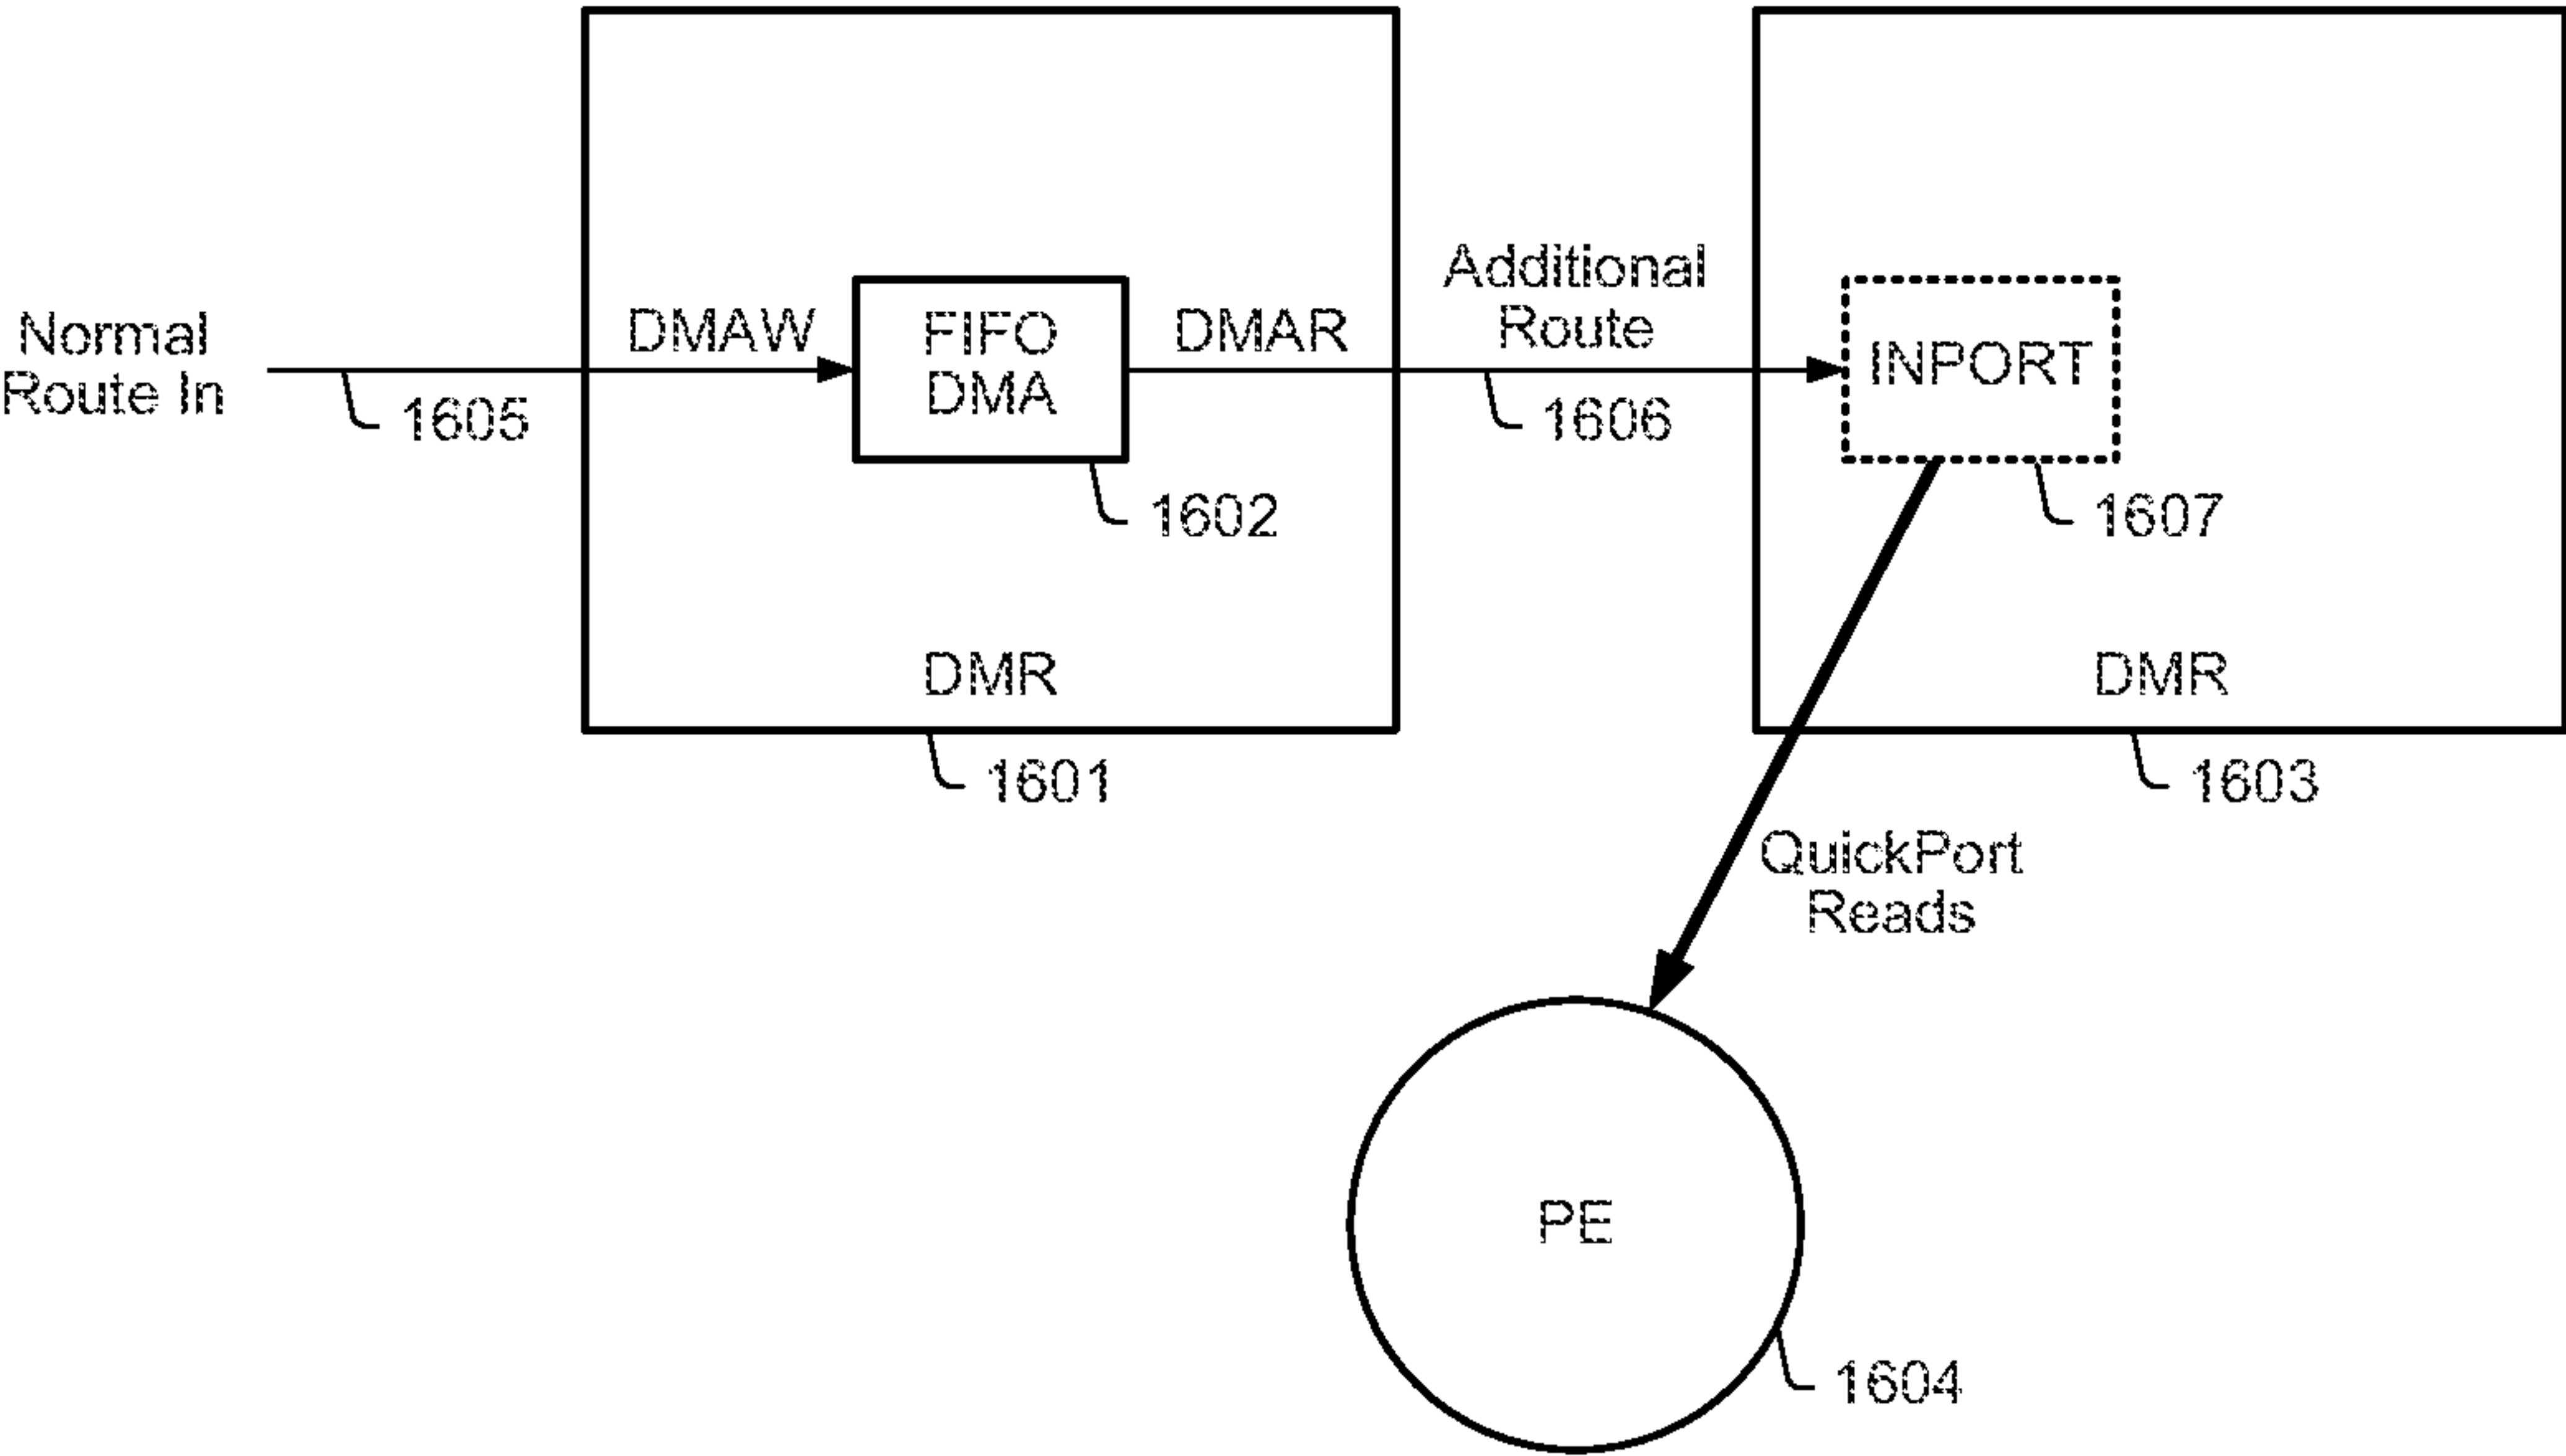 Normal
Route In
1605
DMAW
FIFO
DMA
1602
DMAR
DMR
1601
Additional
Route
1606
INPORT
1607
DMR
1603
QuickPort
Reads
PE
1604